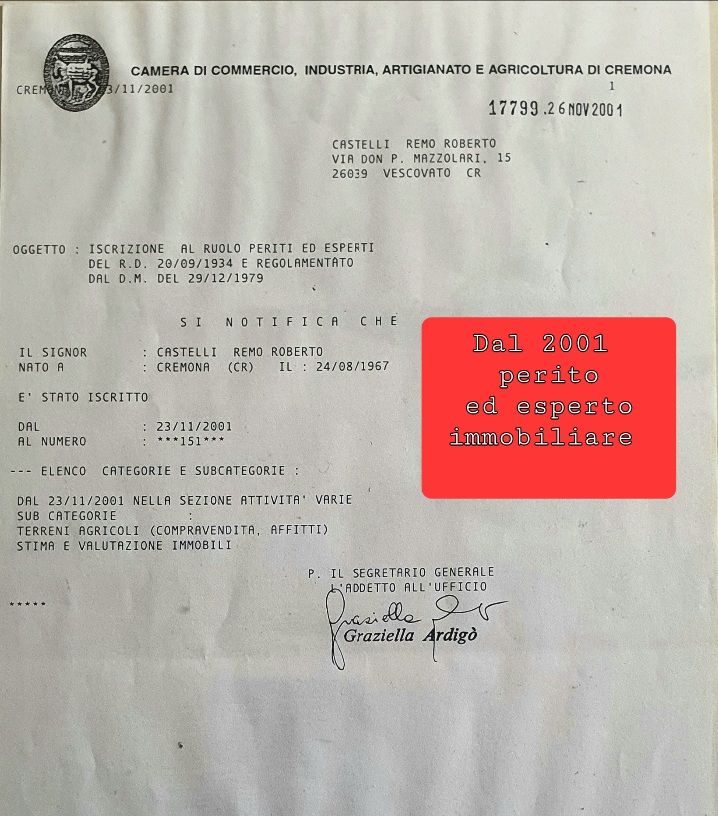 CAMERA DI COMMERCIO, INDUSTRIA, ARTIGIANATO E AGRICOLTURA DI CREMONA
3/11/2001
1
17799.26NOV2001
CASTELLI REMO ROBERTO
VIA DON P. MAZZOLARI, 15
26039 VESCOVATO CR
OGGETTO : ISCRIZIONE AL RUOLO PERITI ED ESPERTI
DEL R.D. 20/09/1934 E REGOLAMENTATO
DAL D.M. DEL 29/12/1979
SI NOTIFICA CHE
IL SIGNOR : CASTELLI REMO ROBERTO
NATO A : CREMONA (CR) IL : 24/08/1967
E' STATO ISCRITTO
DAL : 23/11/2001
AL NUMERO : ***151***
--- ELENCO CATEGORIE E SUBCATEGORIE :
DAL 23/11/2001 NELLA SEZIONE ATTIVITA' VARIE
SUB CATEGORIE :
TERRENI AGRICOLI (COMPRAVENDITA, AFFITTI)
STIMA E VALUTAZIONE IMMOBILI
P. IL SEGRETARIO GENERALE
L'ADDETTO ALL'UFFICIO
*****
Graziella Ardigò
Dal 2001
perito
ed esperto
immobiliare